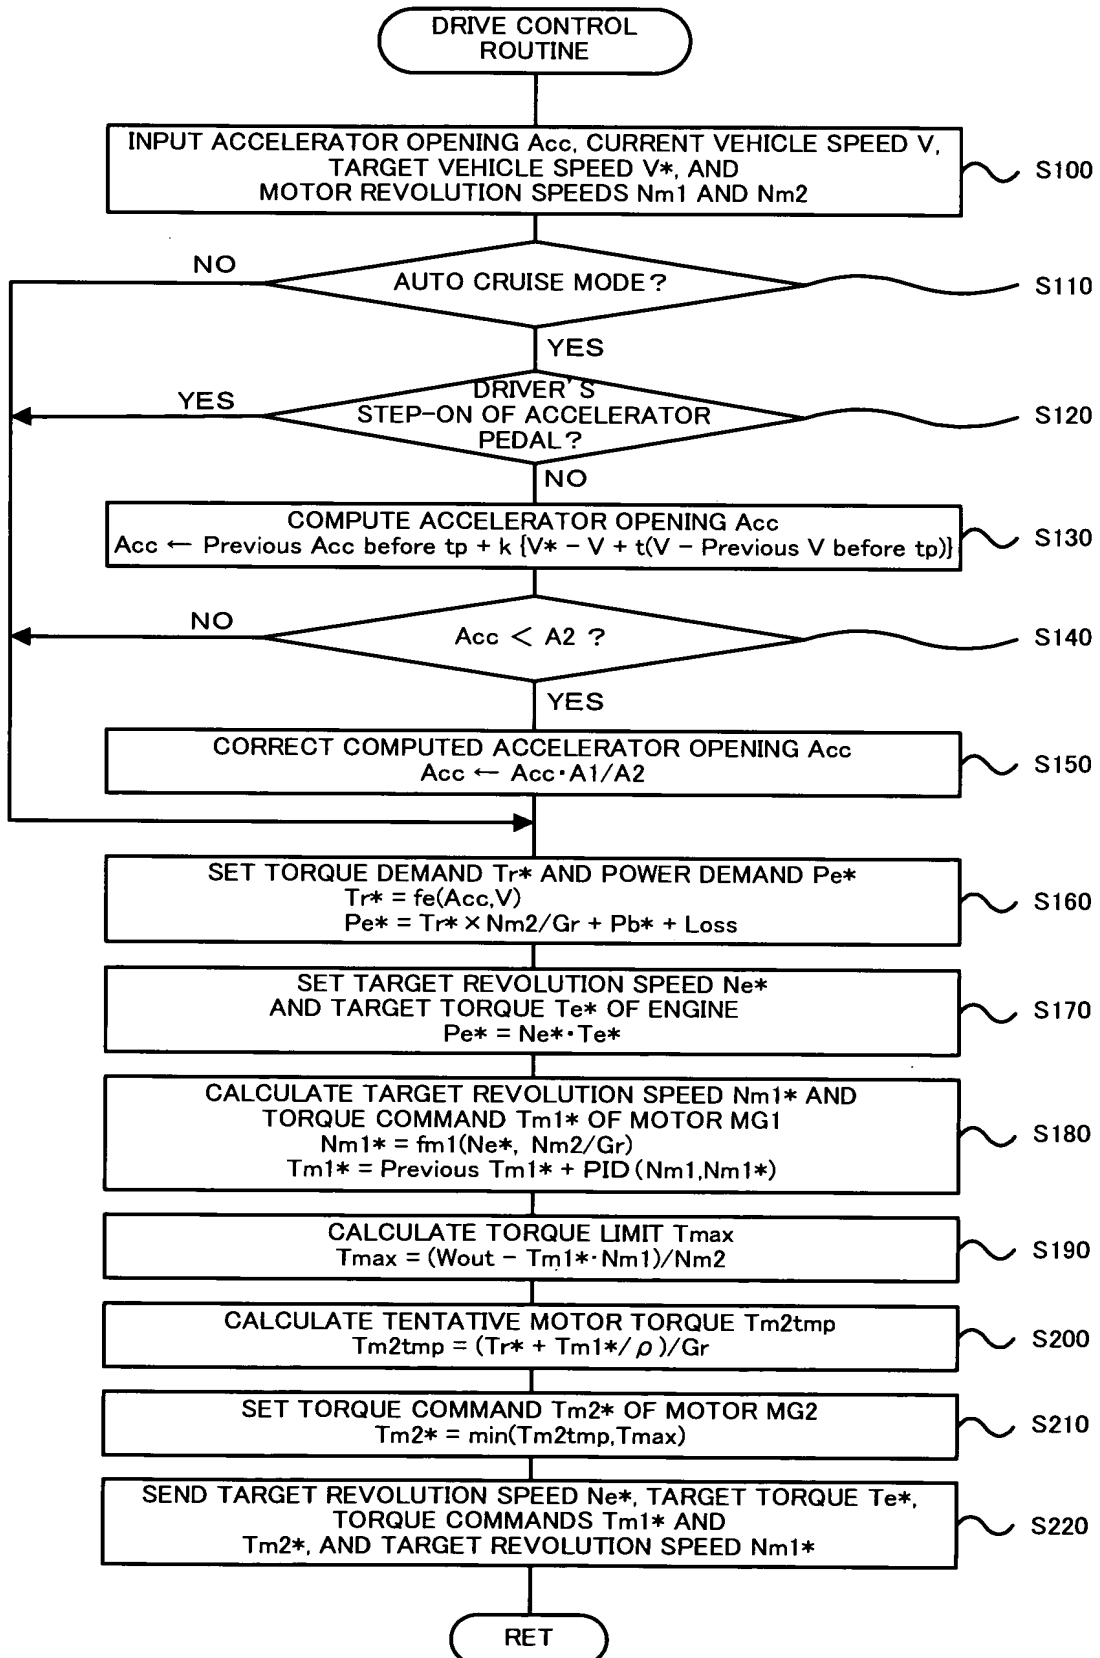 DRIVE CONTROL
ROUTINE
INPUT ACCELERATOR OPENING Acc, CURRENT VEHICLE SPEED V,
TARGET VEHICLE SPEED V*, AND
MOTOR REVOLUTION SPEEDS Nm1 AND Nm2
S100
NO
AUTO CRUISE MODE?
S110
YES
YES
DRIVER'S
STEP-ON OF ACCELERATOR
PEDAL?
S120
NO
COMPUTE ACCELERATOR OPENING Acc
Acc ← Previous Acc before tp + k {V* - V + t(V - Previous V before tp)}
S130
NO
Acc < A2 ?
S140
YES
CORRECT COMPUTED ACCELERATOR OPENING Acc
Acc ← Acc·A1/A2
S150
SET TORQUE DEMAND Tr* AND POWER DEMAND Pe*
Tr* = fe(Acc,V)
Pe* = Tr* × Nm2/Gr + Pb* + Loss
S160
SET TARGET REVOLUTION SPEED Ne*
AND TARGET TORQUE Te* OF ENGINE
Pe* = Ne*·Te*
S170
CALCULATE TARGET REVOLUTION SPEED Nm1* AND
TORQUE COMMAND Tm1* OF MOTOR MG1
Nm1* = fm1(Ne*, Nm2/Gr)
Tm1* = Previous Tm1* + PID(Nm1,Nm1*)
S180
CALCULATE TORQUE LIMIT Tmax
Tmax = (Wout - Tm1*·Nm1)/Nm2
S190
CALCULATE TENTATIVE MOTOR TORQUE Tm2tmp
Tm2tmp = (Tr* + Tm1*/ρ)/Gr
S200
SET TORQUE COMMAND Tm2* OF MOTOR MG2
Tm2* = min(Tm2tmp,Tmax)
S210
SEND TARGET REVOLUTION SPEED Ne*, TARGET TORQUE Te*,
TORQUE COMMANDS Tm1* AND
Tm2*, AND TARGET REVOLUTION SPEED Nm1*
S220
RET